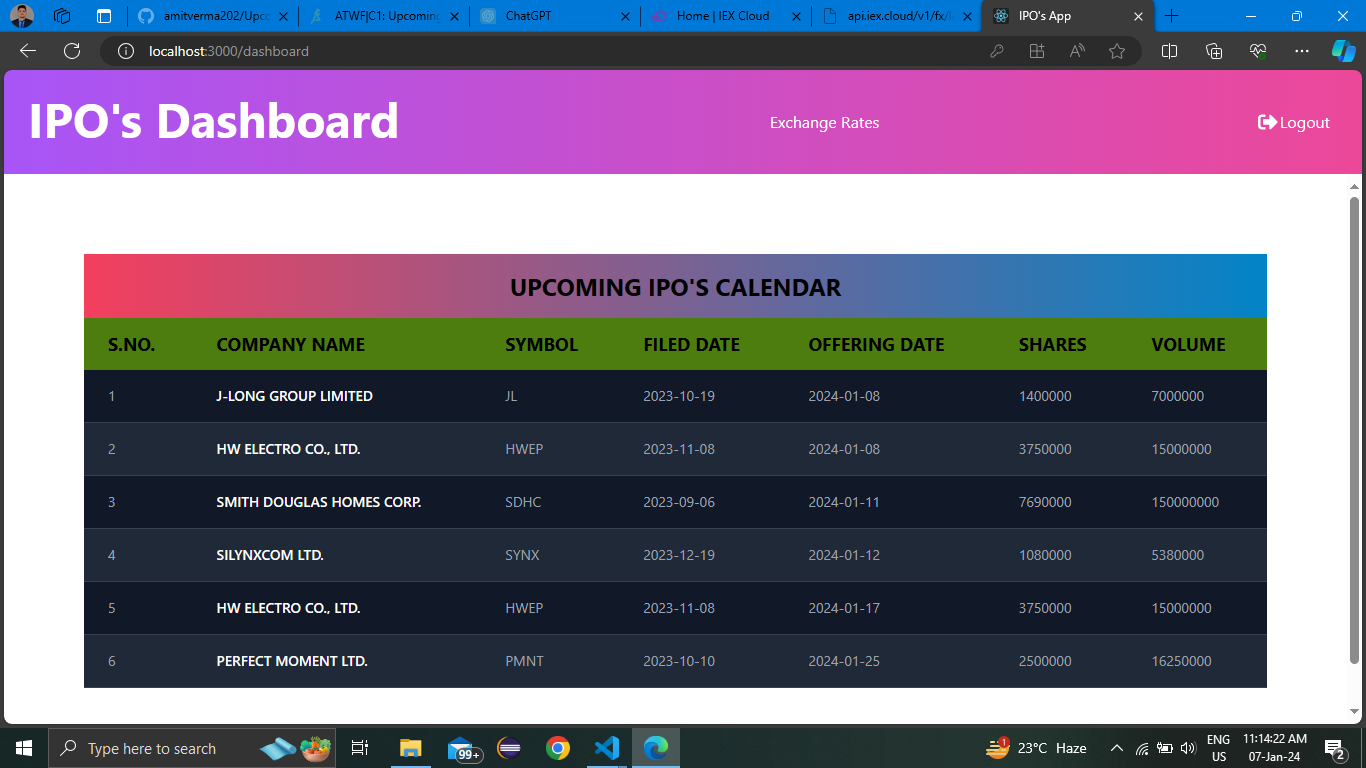 amitverma202/Upco
ATWF|C1: Upcoming
ChatGPT
Home | IEX Cloud
api.iex.cloud/v1/fx/l
IPO's App
localhost:3000/dashboard
IPO's Dashboard
Exchange Rates
Logout
UPCOMING IPO'S CALENDAR
S.NO. COMPANY NAME SYMBOL FILED DATE OFFERING DATE SHARES VOLUME
1 J-LONG GROUP LIMITED JL 2023-10-19 2024-01-08 1400000 7000000
2 HW ELECTRO CO., LTD. HWEP 2023-11-08 2024-01-08 3750000 15000000
3 SMITH DOUGLAS HOMES CORP. SDHC 2023-09-06 2024-01-11 7690000 150000000
4 SILYNXCOM LTD. SYNX 2023-12-19 2024-01-12 1080000 5380000
5 HW ELECTRO CO., LTD. HWEP 2023-11-08 2024-01-17 3750000 15000000
6 PERFECT MOMENT LTD. PMNT 2023-10-10 2024-01-25 2500000 16250000
Type here to search
99+
1
23°C Haze
ENG
US
11:14:22 AM
07-Jan-24
2